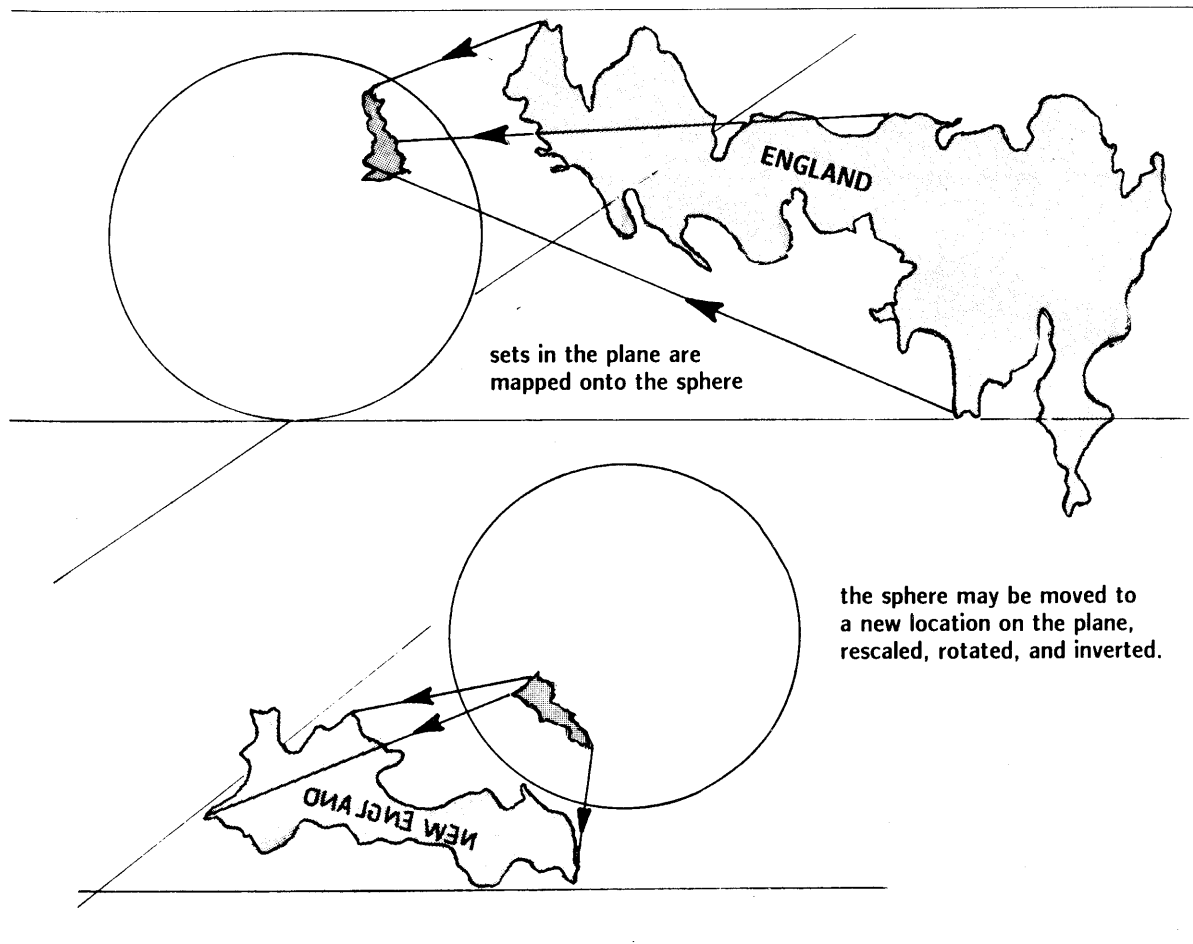 ENGLAND
sets in the plane are
mapped onto the sphere
the sphere may be moved to
a new location on the plane,
rescaled, rotated, and inverted.
NEW ENGLAND